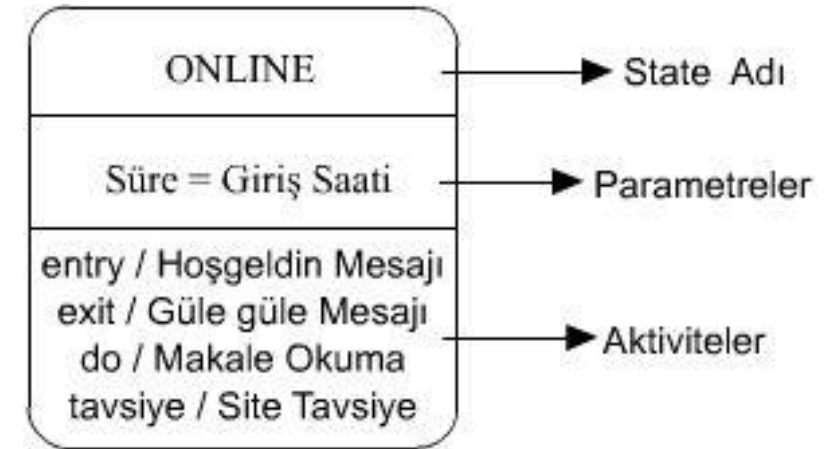 ONLINE
State Adı
Süre = Giriş Saati
Parametreler
entry / Hoşgeldin Mesajı
exit / Güle güle Mesajı
do / Makale Okuma
tavsiye / Site Tavsiye
Aktiviteler